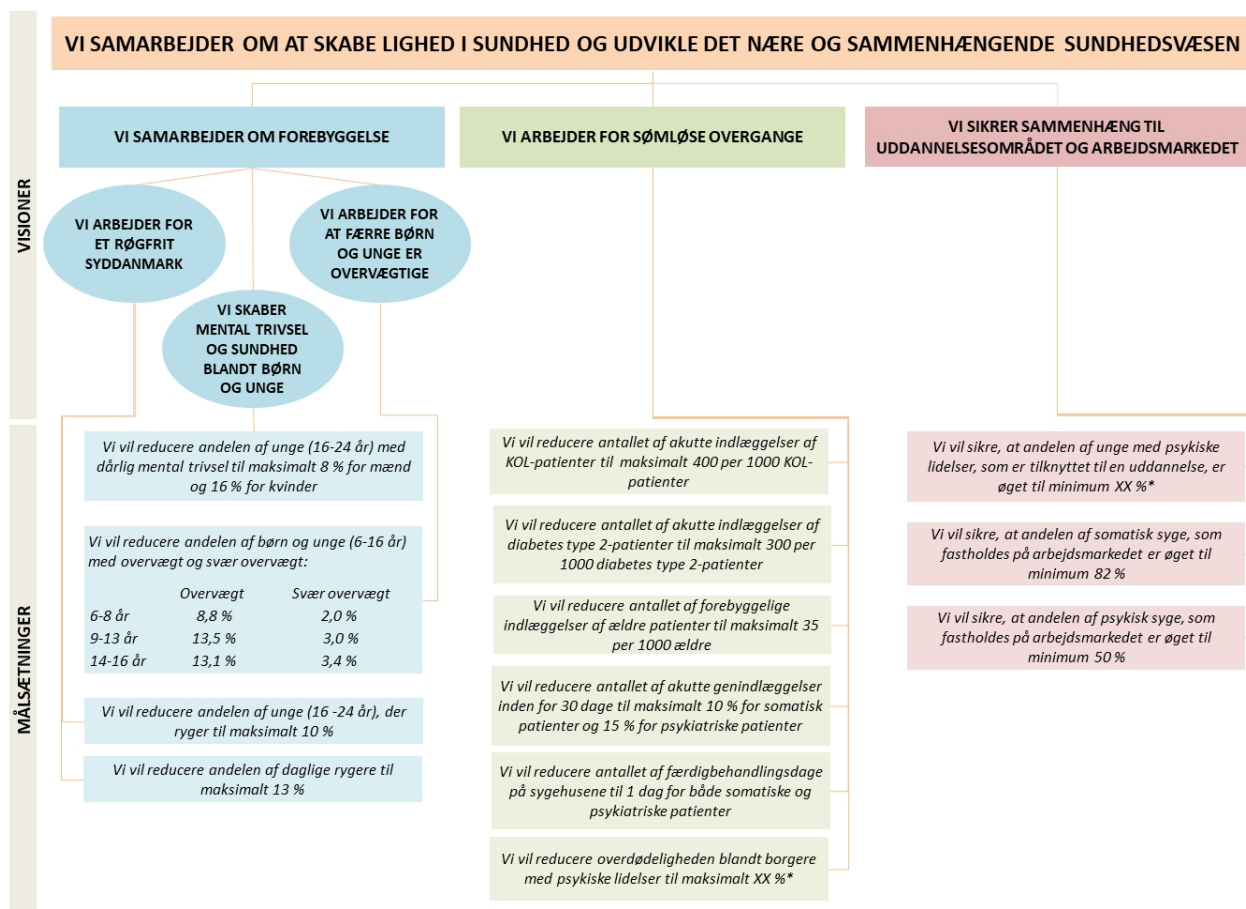 VI SAMARBEJDER OM AT SKABE LIGHED I SUNDHED OG UDVIKLE DET NÆRE OG SAMMENHÆNGENDE SUNDHEDSVÆSEN
VISIONER
VI SAMARBEJDER OM FOREBYGGELSE
VI ARBEJDER FOR
ET RØGFRIT
SYDDANMARK
VI SKABER
MENTAL TRIVSEL
OG SUNDHED
BLANDT BØRN
OG UNGE
VI ARBEJDER FOR
AT FÆRRE BØRN
OG UNGE ER
OVERVÆGTIGE
VI ARBEJDER FOR SØMLØSE OVERGANGE
VI SIKRER SAMMENHÆNG TIL
UDDANNELSESOMRÅDET OG ARBEJDSMARKEDET
MÅLSÆTNINGER
Vi vil reducere andelen af unge (16-24 år) med
dårlig mental trivsel til maksimalt 8 % for mænd
og 16 % for kvinder
Vi vil reducere andelen af børn og unge (6-16 år)
med overvægt og svær overvægt:
Overvægt Svær overvægt
6-8 år 8,8 % 2,0 %
9-13 år 13,5 % 3,0 %
14-16 år 13,1 % 3,4 %
Vi vil reducere andelen af unge (16 -24 år), der
ryger til maksimalt 10 %
Vi vil reducere andelen af daglige rygere til
maksimalt 13 %
Vi vil reducere antallet af akutte indlæggelser af
KOL-patienter til maksimalt 400 per 1000 KOL-
patienter
Vi vil reducere antallet af akutte indlæggelser af
diabetes type 2-patienter til maksimalt 300 per
1000 diabetes type 2-patienter
Vi vil reducere antallet af forebyggelige
indlæggelser af ældre patienter til maksimalt 35
per 1000 ældre
Vi vil reducere antallet af akutte genindlæggelser
inden for 30 dage til maksimalt 10 % for somatisk
patienter og 15 % for psykiatriske patienter
Vi vil reducere antallet af færdigbehandlingsdage
på sygehusene til 1 dag for både somatiske og
psykiatriske patienter
Vi vil reducere overdødeligheden blandt borgere
med psykiske lidelser til maksimalt XX %*
Vi vil sikre, at andelen af unge med psykiske
lidelser, som er tilknyttet til en uddannelse, er
øget til minimum XX %*
Vi vil sikre, at andelen af somatisk syge, som
fastholdes på arbejdsmarkedet er øget til
minimum 82 %
Vi vil sikre, at andelen af psykisk syge, som
fastholdes på arbejdsmarkedet er øget til
minimum 50 %